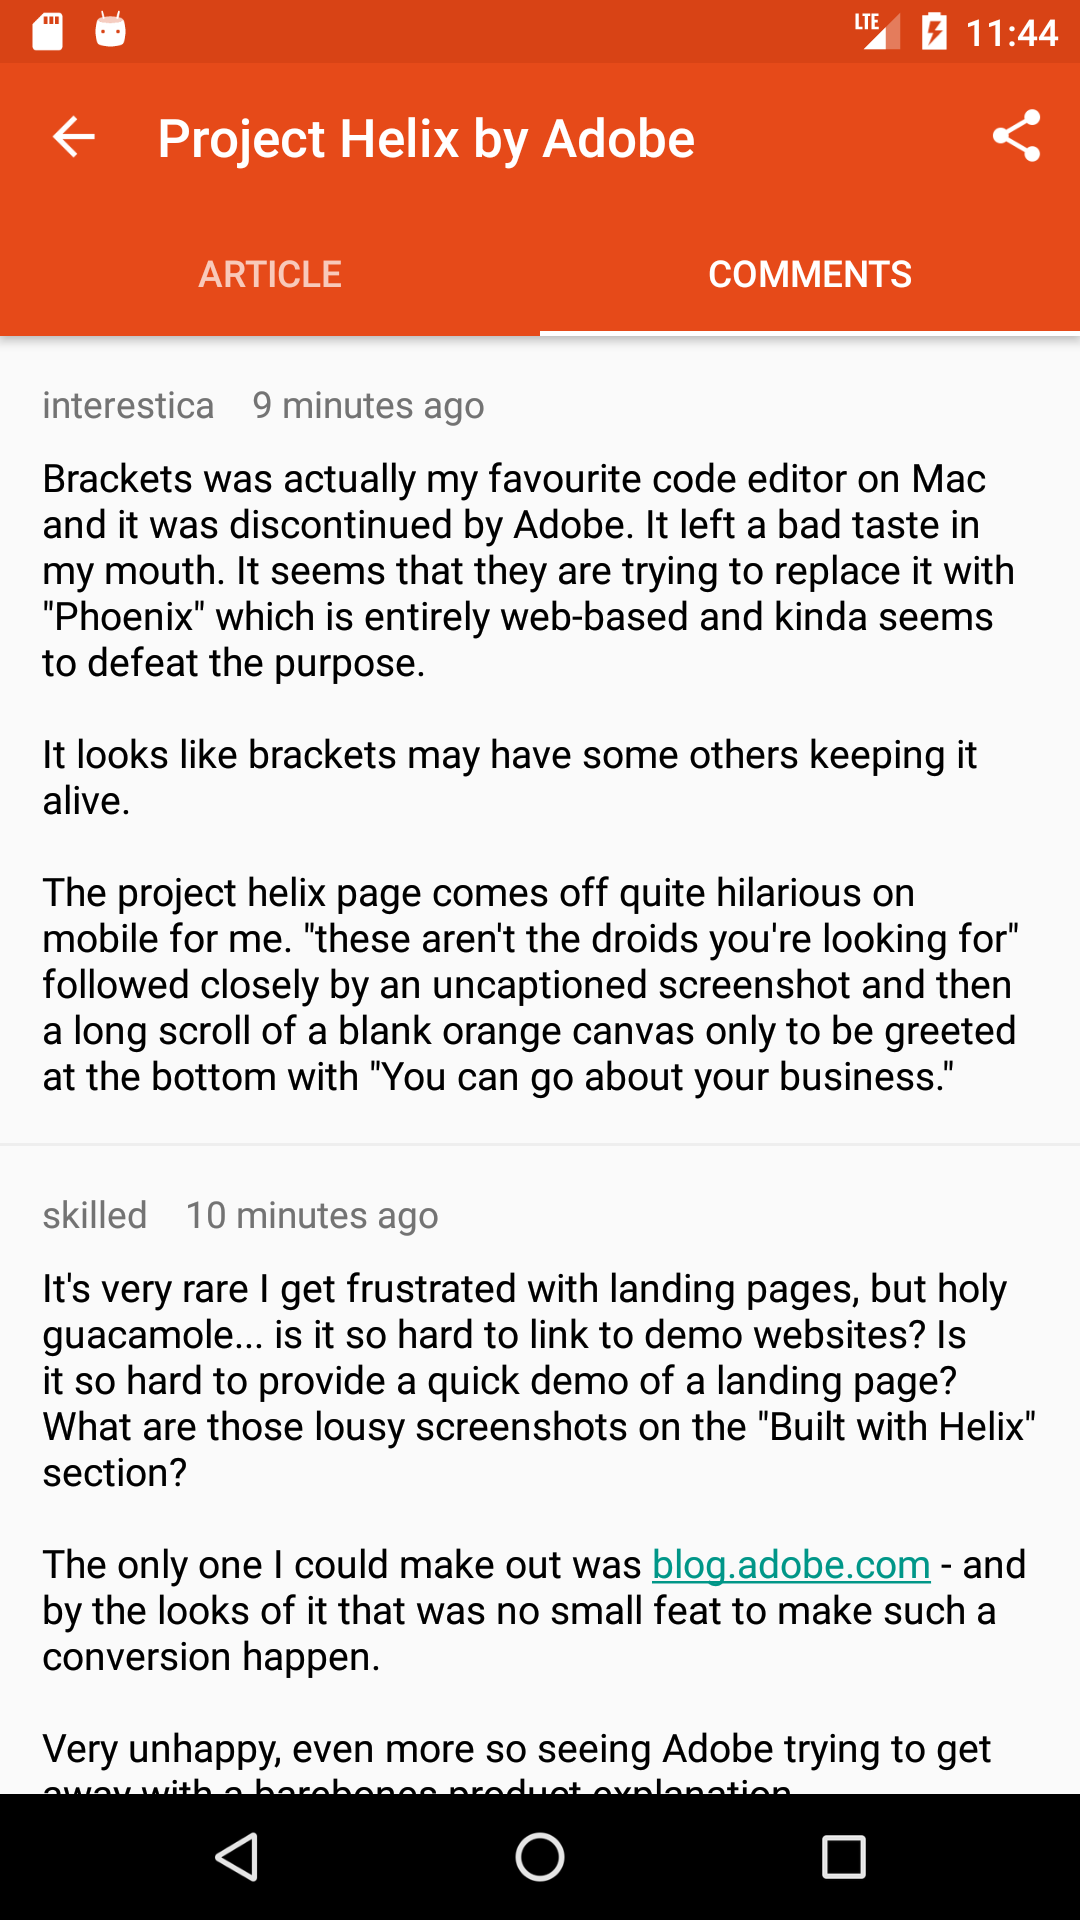 LTE 11:44
Project Helix by Adobe
ARTICLE COMMENTS
interestica 9 minutes ago
Brackets was actually my favourite code editor on Mac
and it was discontinued by Adobe. It left a bad taste in
my mouth. It seems that they are trying to replace it with
"Phoenix" which is entirely web-based and kinda seems
to defeat the purpose.
It looks like brackets may have some others keeping it
alive.
The project helix page comes off quite hilarious on
mobile for me. "these aren't the droids you're looking for"
followed closely by an uncaptioned screenshot and then
a long scroll of a blank orange canvas only to be greeted
at the bottom with "You can go about your business."
skilled 10 minutes ago
It's very rare I get frustrated with landing pages, but holy
guacamole... is it so hard to link to demo websites? Is
it so hard to provide a quick demo of a landing page?
What are those lousy screenshots on the "Built with Helix"
section?
The only one I could make out was blog.adobe.com - and
by the looks of it that was no small feat to make such a
conversion happen.
Very unhappy, even more so seeing Adobe trying to get
away with a barebones product explanation